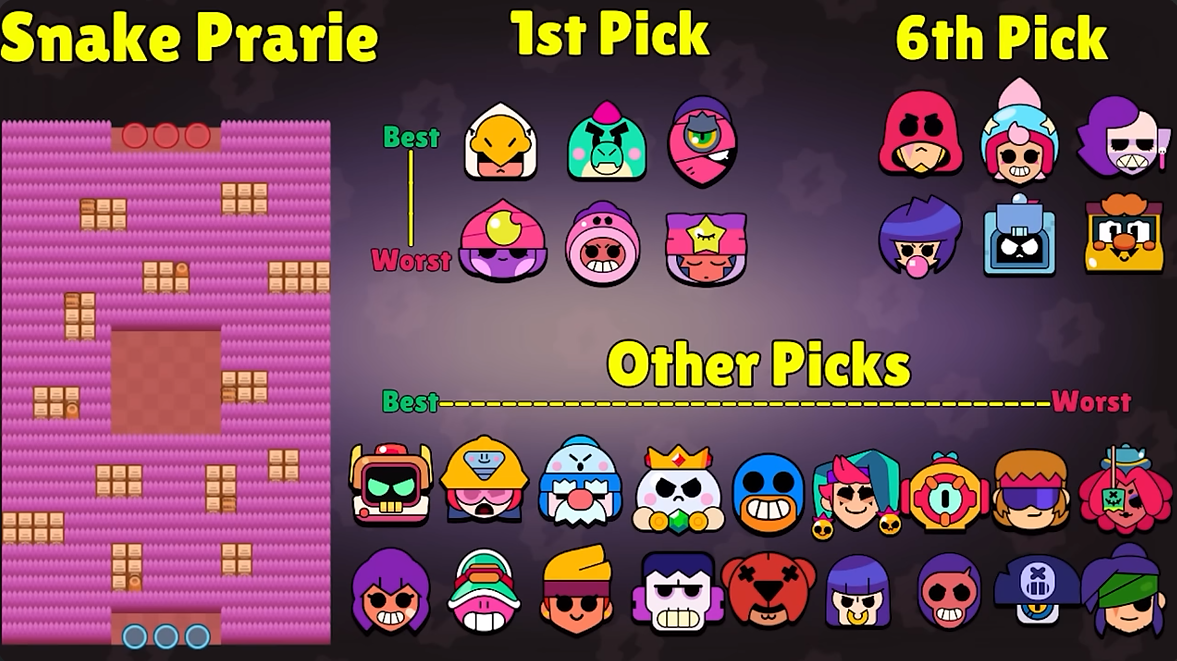 Snake Prarie
1st Pick
6th Pick
Best
Worst
Other Picks
Best
Worst